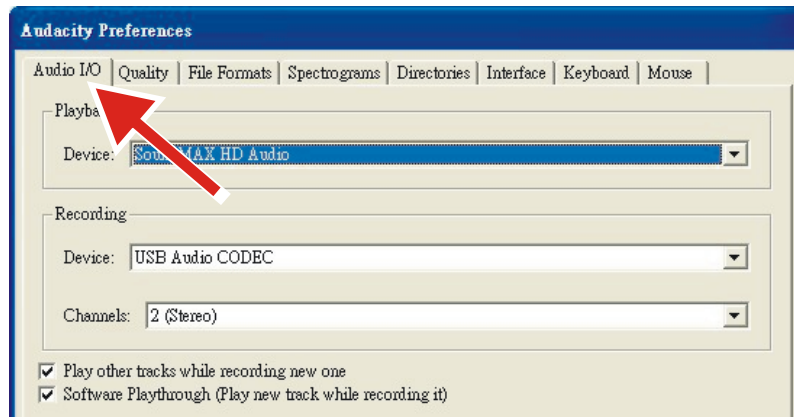 Audacity Preferences
Audio I/O Quality File Formats Spectrograms Directories Interface Keyboard Mouse
Device: HD Audio
Recording
Device: USB Audio CODEC
Channels: 2 (Stereo)
Play other tracks while recording new one
Software Playthrough (Play new track while recording it)